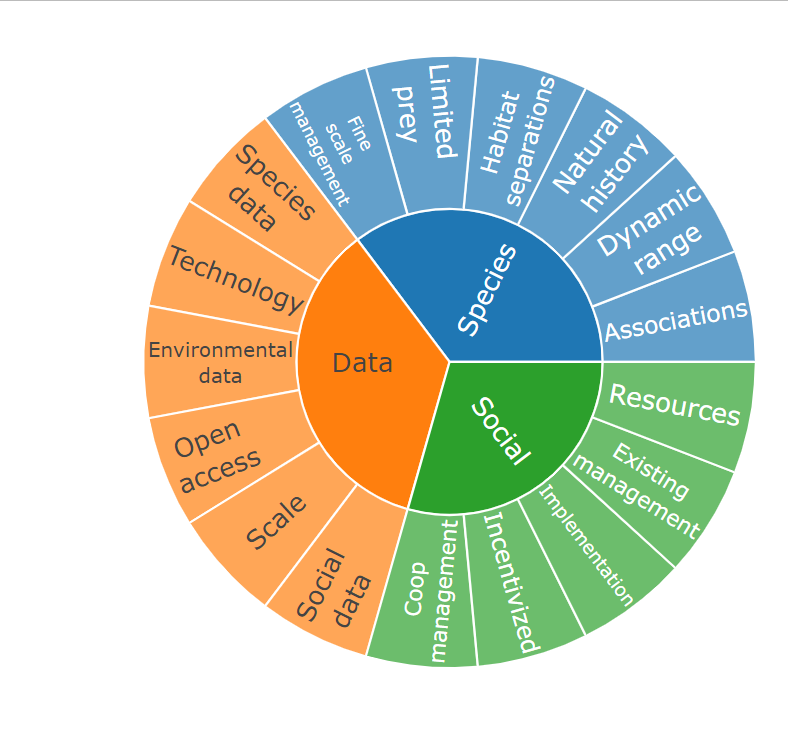 Species
Associations
Dynamic
range
Natural
history
Habitat
separations
Limited
prey
Fine
scale
management
Data
Species
data
Technology
Environmental
data
Open
access
Scale
Social
data
Social
Coop
management
Incentivized
Implementation
Existing
management
Resources